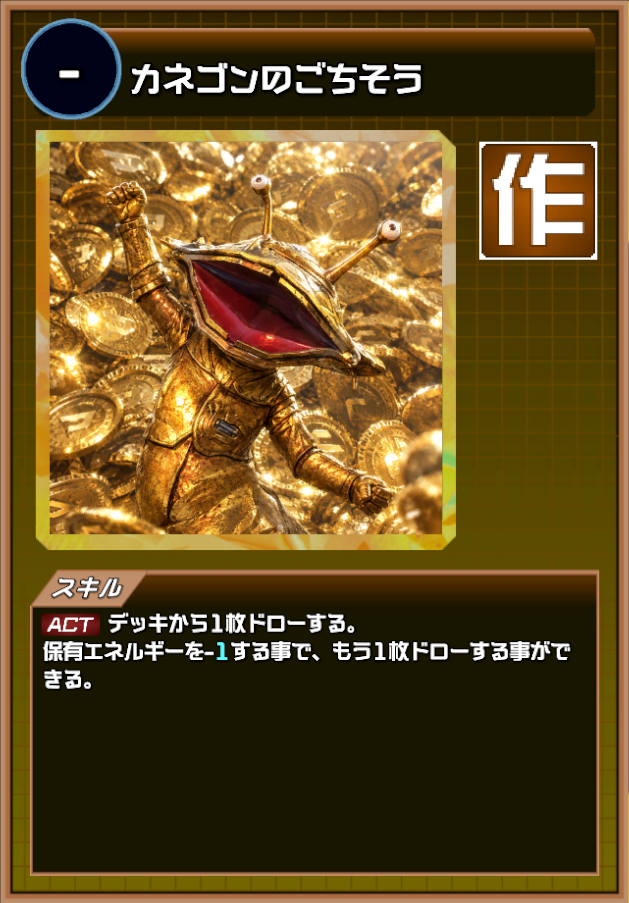 -
カネゴンのごちそう
作
スキル
ACT デッキから1枚ドローする。
保有エネルギーを-1する事で、もう1枚ドローする事がで
きる。